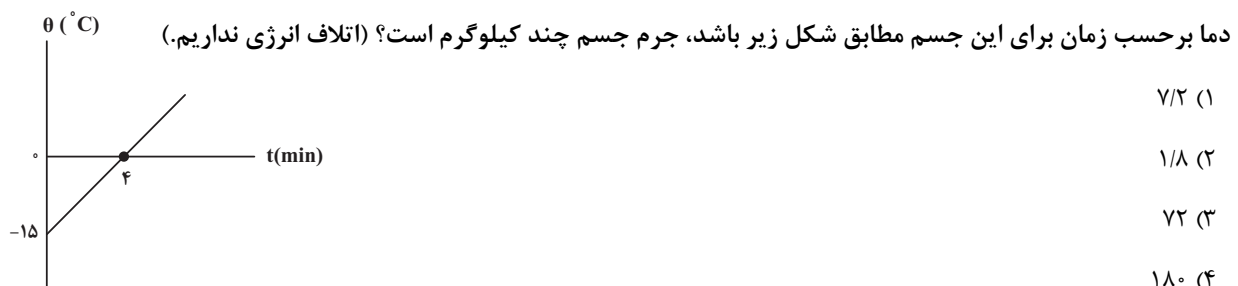 دما برحسب زمان برای این جسم مطابق شکل زیر باشد، جرم جسم چند کیلوگرم است؟ (اتلاف انرژی نداریم.)
θ (°C)
۱) ۷/۲
۲) ۱/۸
۳) ۷۲
۴) ۱۸۰
۰
t(min)
۴
−۱۵